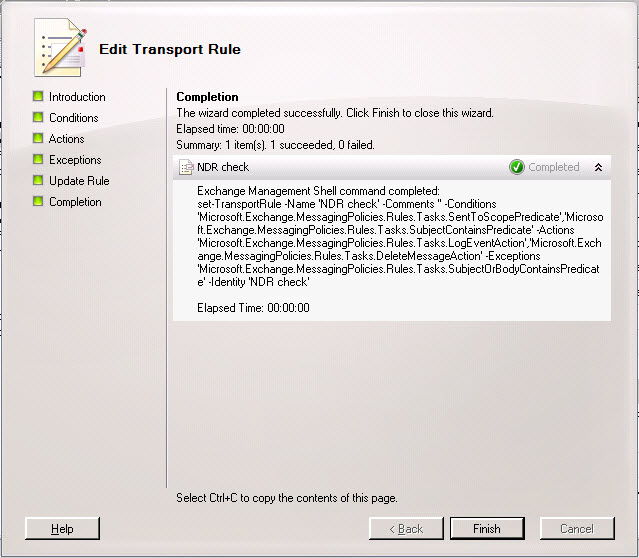 Edit Transport Rule
Introduction
Conditions
Actions
Exceptions
Update Rule
Completion
Completion
The wizard completed successfully. Click Finish to close this wizard.
Elapsed time: 00:00:00
Summary: 1 item(s), 1 succeeded, 0 failed.
NDR check
Completed
Exchange Management Shell command completed:
set-TransportRule -Name 'NDR check' -Comments '' -Conditions
'Microsoft.Exchange.MessagingPolicies.Rules.Tasks.SentToScopePredicate','Microso
ft.Exchange.MessagingPolicies.Rules.Tasks.SubjectContainsPredicate' -Actions
'Microsoft.Exchange.MessagingPolicies.Rules.Tasks.LogEventAction','Microsoft.Exch
ange.MessagingPolicies.Rules.Tasks.DeleteMessageAction' -Exceptions
'Microsoft.Exchange.MessagingPolicies.Rules.Tasks.SubjectOrBodyContainsPredicat
e' -Identity 'NDR check'
Elapsed Time: 00:00:00
Select Ctrl+C to copy the contents of this page.
Help
< Back
Finish
Cancel